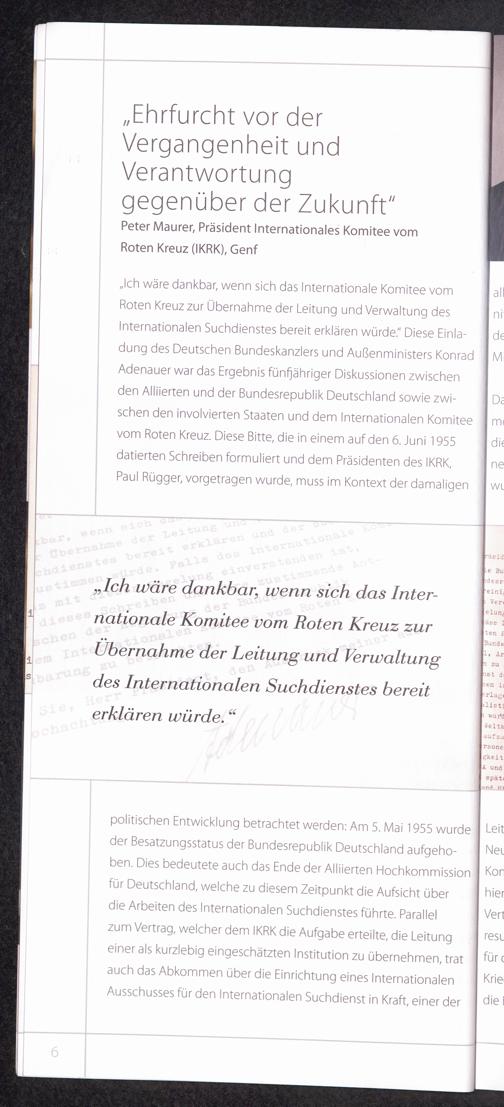 „Ehrfurcht vor der
Vergangenheit und
Verantwortung
gegenüber der Zukunft“
Peter Maurer, Präsident Internationales Komitee vom
Roten Kreuz (IKRK), Genf
„Ich wäre dankbar, wenn sich das Internationale Komitee vom
Roten Kreuz zur Übernahme der Leitung und Verwaltung des
Internationalen Suchdienstes bereit erklären würde.“ Diese Einla-
dung des Deutschen Bundeskanzlers und Außenministers Konrad
Adenauer war das Ergebnis fünfjähriger Diskussionen zwischen
den Alliierten und der Bundesrepublik Deutschland sowie zwi-
schen den involvierten Staaten und dem Internationalen Komitee
vom Roten Kreuz. Diese Bitte, die in einem auf den 6. Juni 1955
datierten Schreiben formuliert und dem Präsidenten des IKRK,
Paul Rügger, vorgetragen wurde, muss im Kontext der damaligen
„Ich wäre dankbar, wenn sich das Inter-
nationale Komitee vom Roten Kreuz zur
Übernahme der Leitung und Verwaltung
des Internationalen Suchdienstes bereit
erklären würde.“
politischen Entwicklung betrachtet werden: Am 5. Mai 1955 wurde
der Besatzungsstatus der Bundesrepublik Deutschland aufgeho-
ben. Dies bedeutete auch das Ende der Alliierten Hochkommission
für Deutschland, welche zu diesem Zeitpunkt die Aufsicht über
die Arbeiten des Internationalen Suchdienstes führte. Parallel
zum Vertrag, welcher dem IKRK die Aufgabe erteilte, die Leitung
einer als kurzlebig eingeschätzten Institution zu übernehmen, trat
auch das Abkommen über die Einrichtung eines Internationalen
Ausschusses für den Internationalen Suchdienst in Kraft, einer der
6